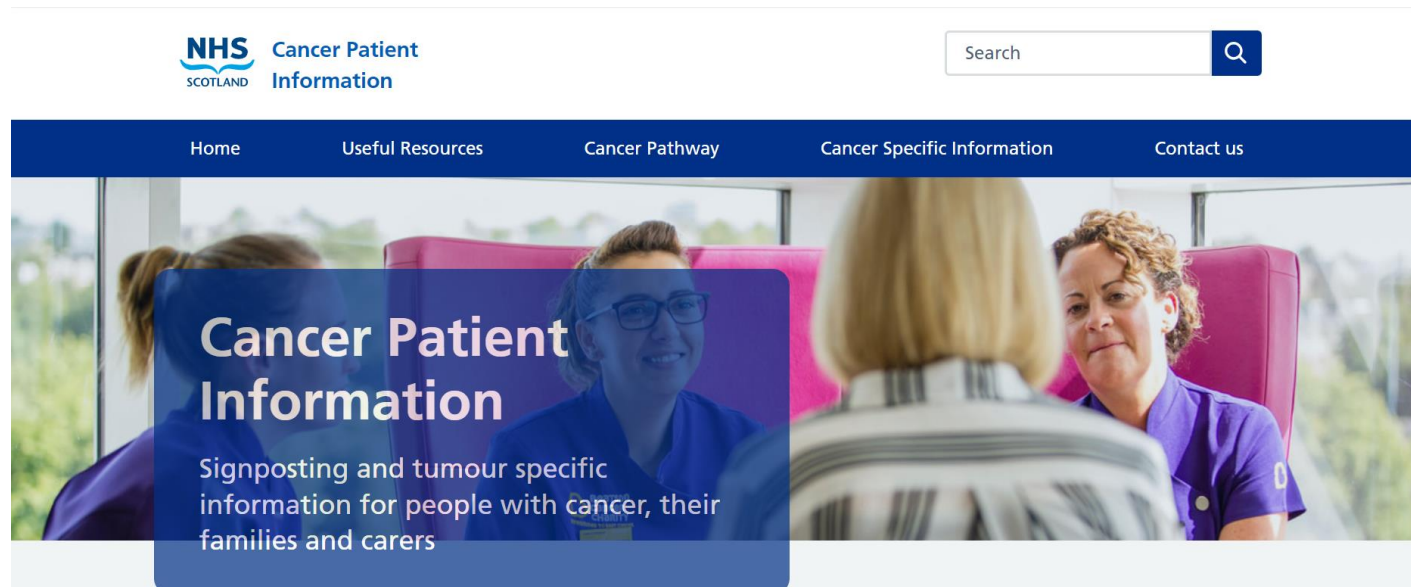 NHS
SCOTLAND
Cancer Patient
Information
Search
Home
Useful Resources
Cancer Pathway
Cancer Specific Information
Contact us
Cancer Patient
Information
Signposting and tumour specific
information for people with cancer, their
families and carers